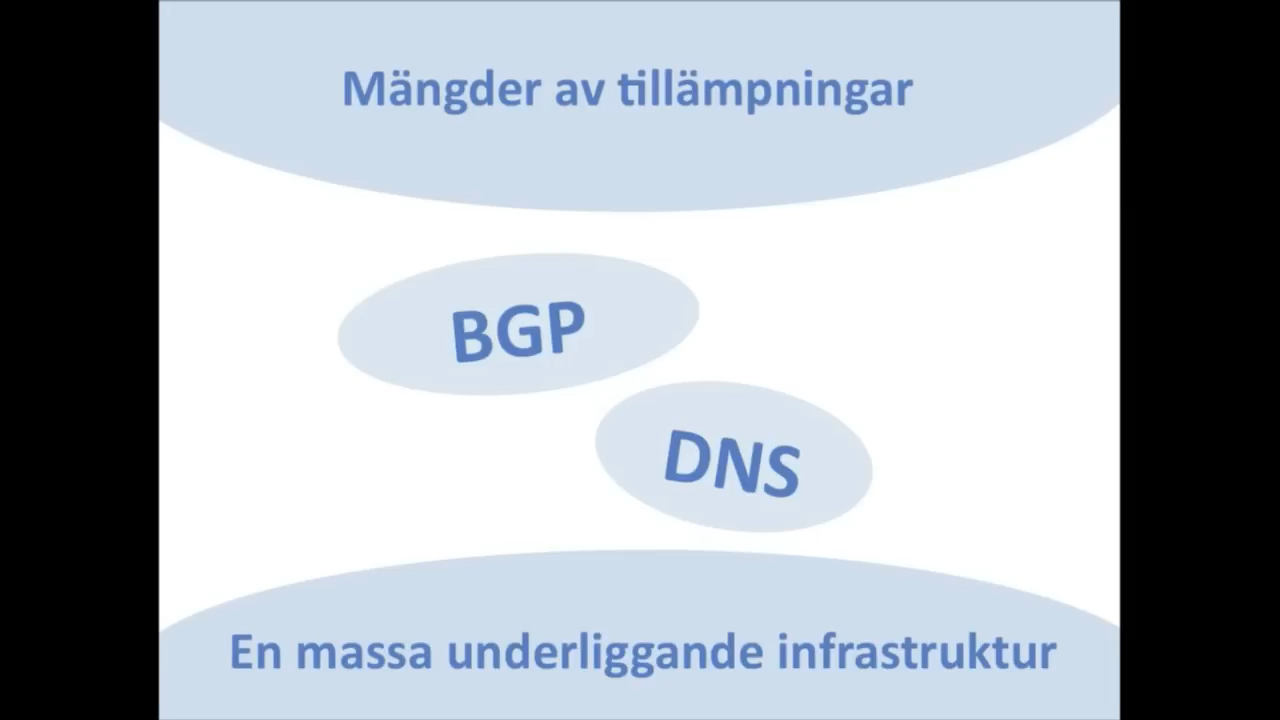 Mängder av tillämpningar
BGP
DNS
En massa underliggande infrastruktur